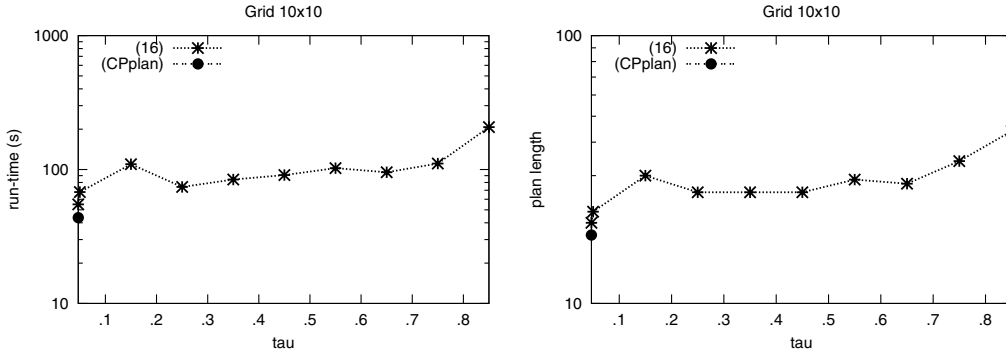 Grid 10x10
1000
100
10
run-time (s)
(16)
(CPplan)
.1 .2 .3 .4 .5 .6 .7 .8
tau
Grid 10x10
100
10
plan length
(16)
(CPplan)
.1 .2 .3 .4 .5 .6 .7 .8
tau